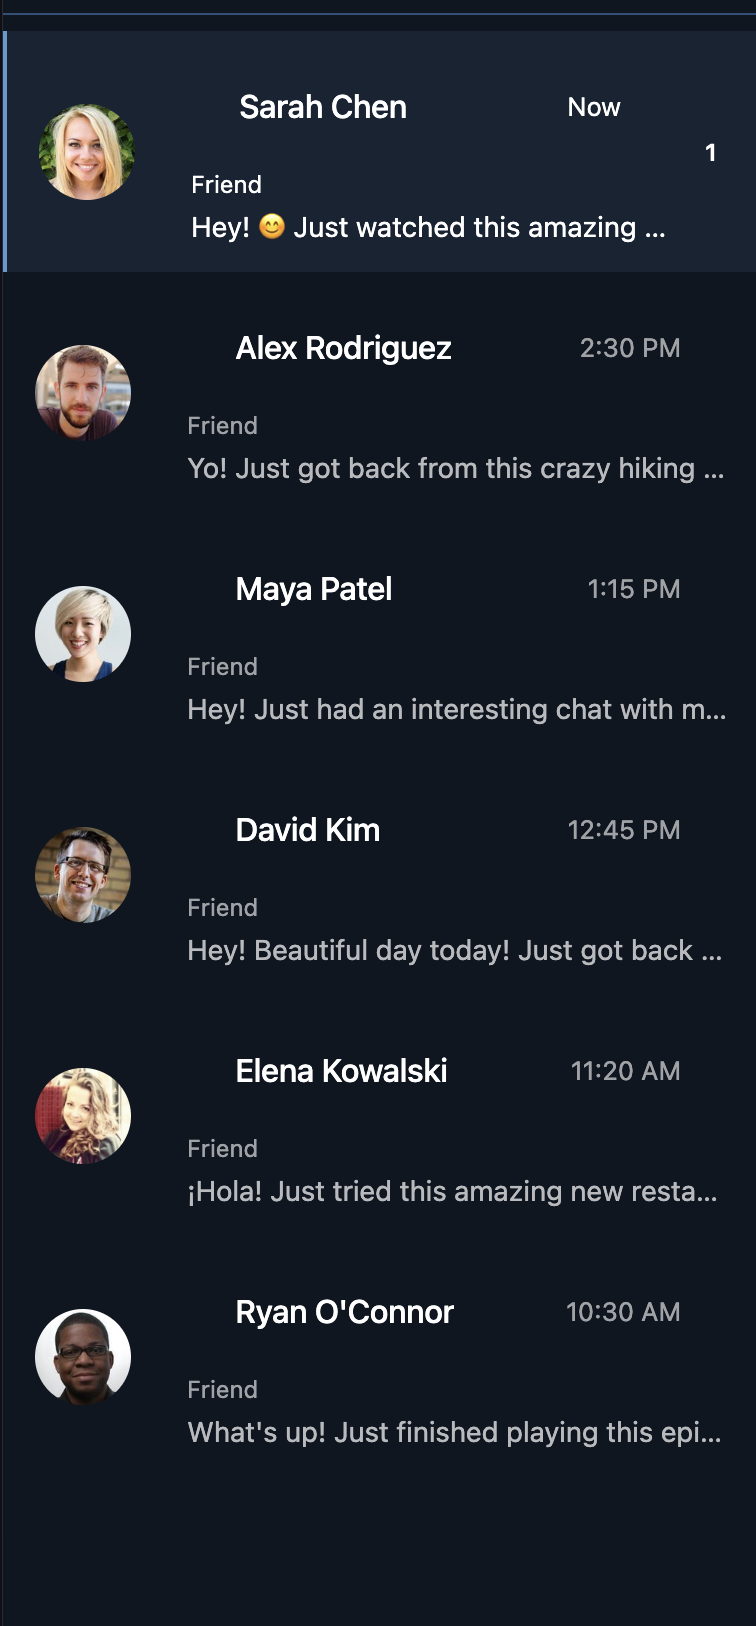 Sarah Chen Now
1
Friend
Hey! 😊 Just watched this amazing ...
Alex Rodriguez 2:30 PM
Friend
Yo! Just got back from this crazy hiking ...
Maya Patel 1:15 PM
Friend
Hey! Just had an interesting chat with m...
David Kim 12:45 PM
Friend
Hey! Beautiful day today! Just got back ...
Elena Kowalski 11:20 AM
Friend
¡Hola! Just tried this amazing new resta...
Ryan O'Connor 10:30 AM
Friend
What's up! Just finished playing this epi...